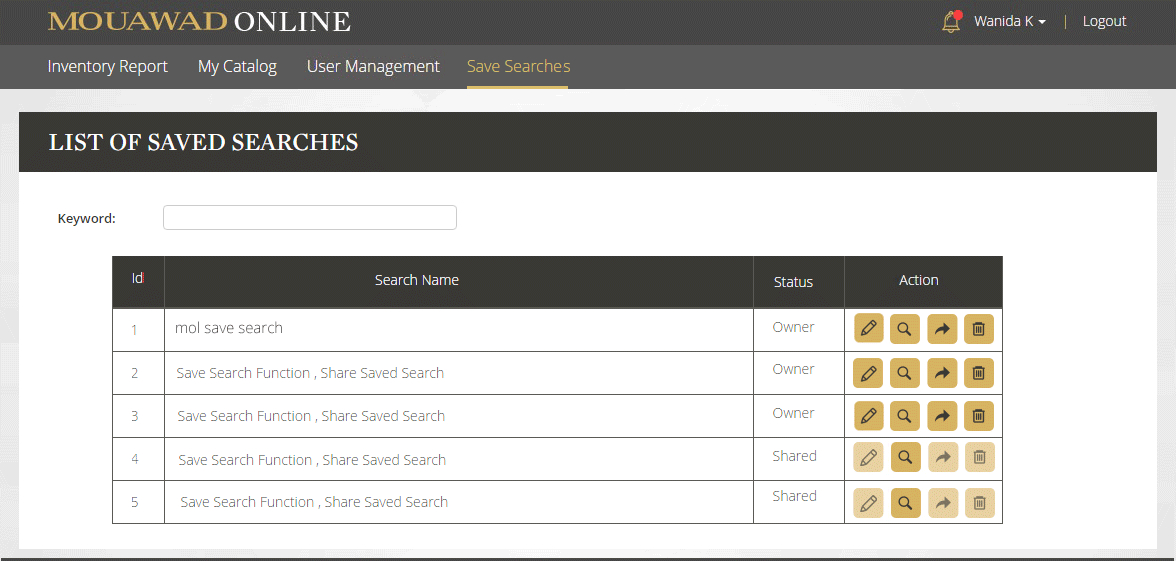 MOUAWAD ONLINE
Wanida K | Logout
Inventory Report My Catalog User Management Save Searches
LIST OF SAVED SEARCHES
Keyword:
Id Search Name Status Action
1 mol save search Owner
2 Save Search Function , Share Saved Search Owner
3 Save Search Function , Share Saved Search Owner
4 Save Search Function , Share Saved Search Shared
5 Save Search Function , Share Saved Search Shared